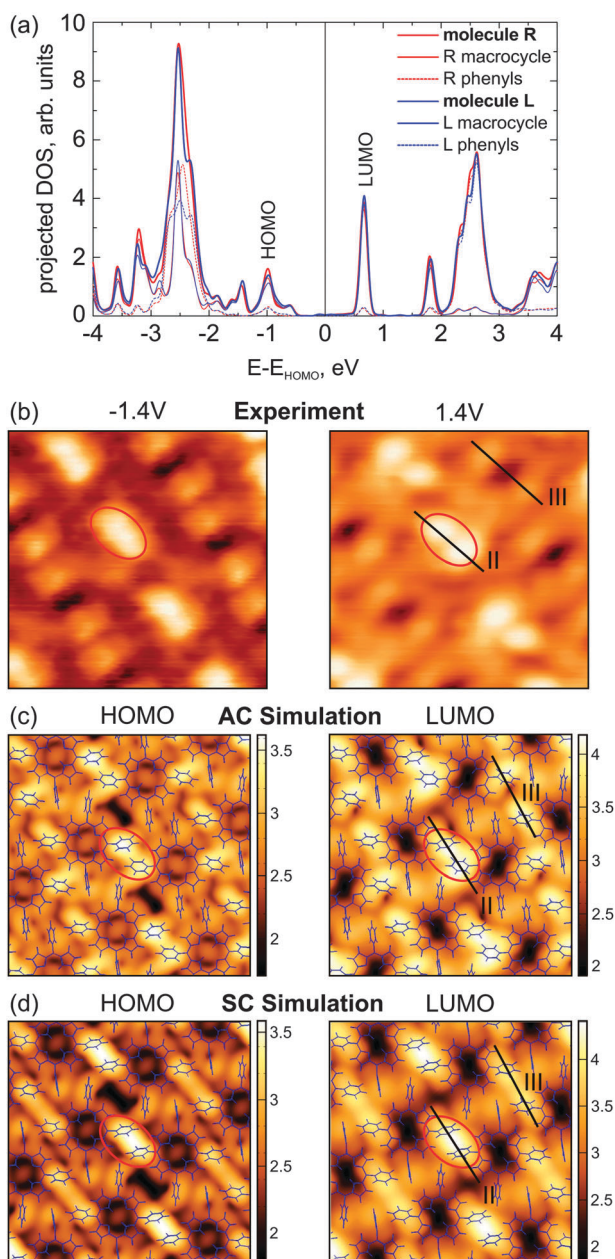 (a)
10
8
6
4
2
0
projected DOS, arb. units
molecule R
R macrocycle
R phenyls
molecule L
L macrocycle
L phenyls
HOMO
LUMO
-4 -3 -2 -1 0 1 2 3 4
E-E_HOMO, eV
(b) -1.4V Experiment 1.4V
III
II
(c) HOMO AC Simulation LUMO
3.5
3
2.5
2
III
II
4
3.5
3
2.5
2
(d) HOMO SC Simulation LUMO
3.5
3
2.5
2
III
II
4
3.5
3
2.5
2